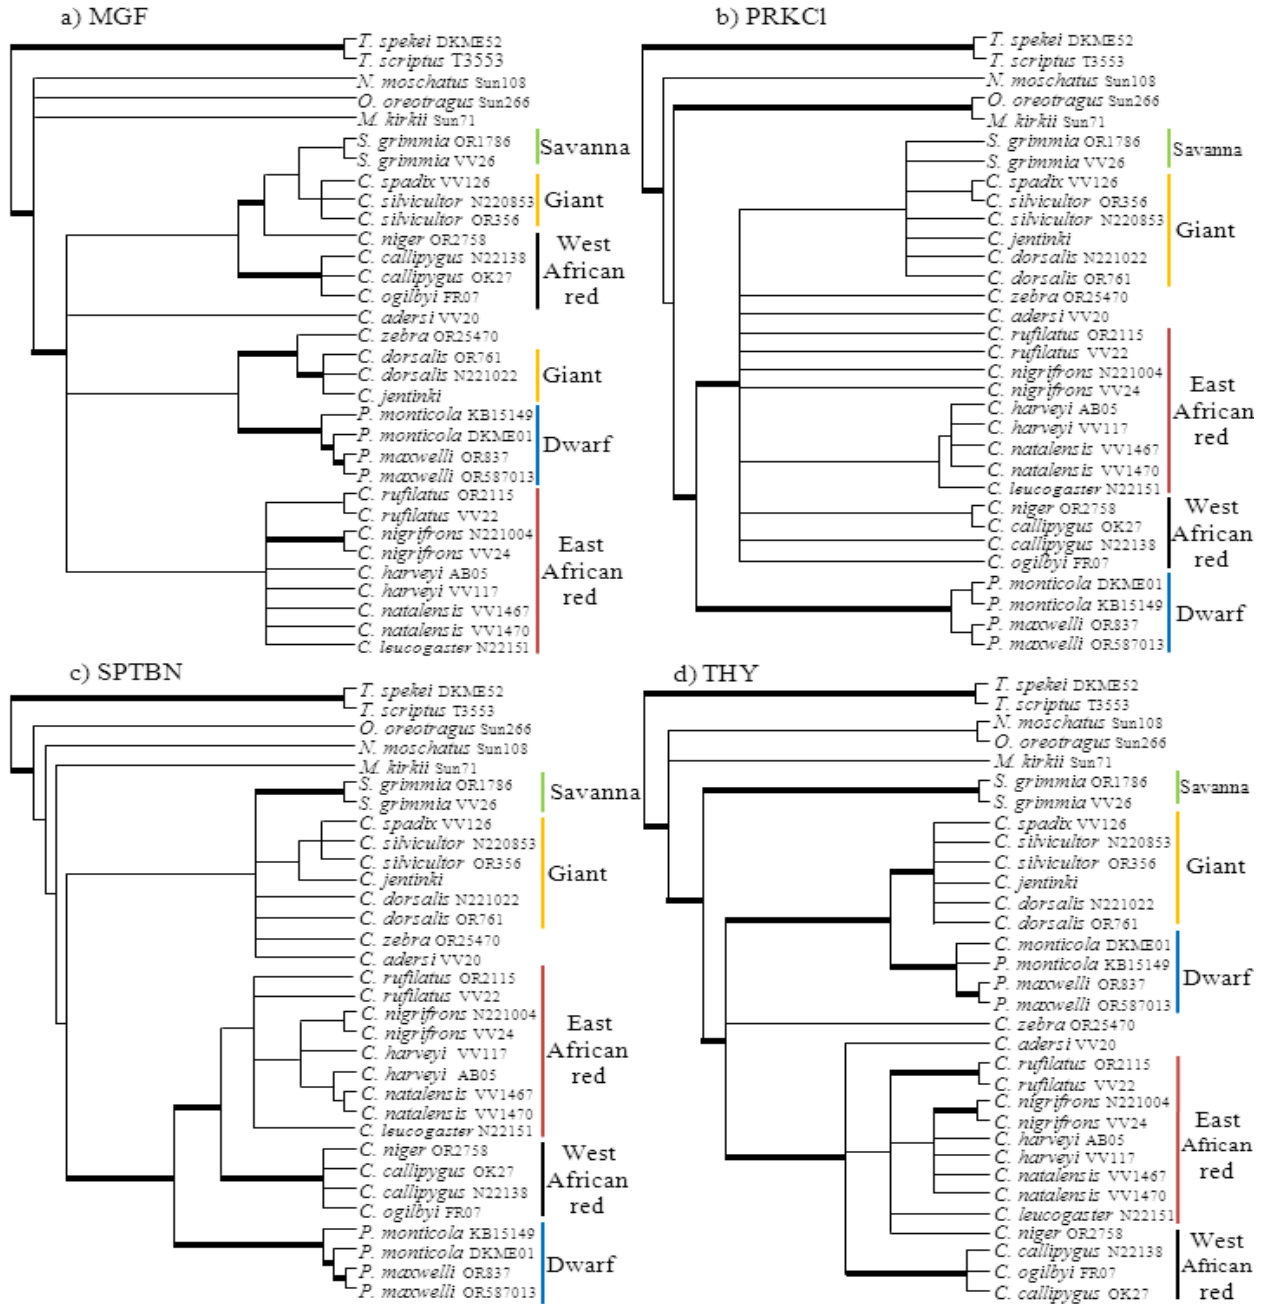 a) MGF
T. spekei DKME52
T. scriptus T3553
N. moschatus Sun108
O. oreotragus Sun266
M. kirkii Sun71
S. grimmia OR1786
S. grimmia VV26
Savanna
C. spadix VV126
C. silvicultor N220853
C. silvicultor OR356
Giant
C. niger OR2758
C. callipygus N22138
C. callipygus OK27
C. ogilbyi FR07
West
African
red
C. adersi VV20
C. zebra OR25470
C. dorsalis OR761
C. dorsalis N221022
C. jentinki
Giant
P. monticola KB15149
P. monticola DKME01
P. maxwelli OR837
P. maxwelli OR587013
Dwarf
C. rufilatus OR2115
C. rufilatus VV22
C. nigrifrons N221004
C. nigrifrons VV24
C. harveyi AB05
C. harveyi VV117
C. natalensis VV1467
C. natalensis VV1470
C. leucogaster N22151
East
African
red
b) PRKCl
T. spekei DKME52
T. scriptus T3553
N. moschatus Sun108
O. oreotragus Sun266
M. kirkii Sun71
S. grimmia OR1786
S. grimmia VV26
Savanna
C. spadix VV126
C. silvicultor OR356
C. silvicultor N220853
C. jentinki
C. dorsalis N221022
C. dorsalis OR761
Giant
C. zebra OR25470
C. adersi VV20
C. rufilatus OR2115
C. rufilatus VV22
C. nigrifrons N221004
C. nigrifrons VV24
C. harveyi AB05
C. harveyi VV117
C. natalensis VV1467
C. natalensis VV1470
C. leucogaster N22151
East
African
red
C. niger OR2758
C. callipygus OK27
C. callipygus N22138
C. ogilbyi FR07
West
African
red
P. monticola DKME01
P. monticola KB15149
P. maxwelli OR837
P. maxwelli OR587013
Dwarf
c) SPTBN
T. spekei DKME52
T. scriptus T3553
O. oreotragus Sun266
N. moschatus Sun108
M. kirkii Sun71
S. grimmia OR1786
S. grimmia VV26
Savanna
C. spadix VV126
C. silvicultor N220853
C. silvicultor OR356
C. jentinki
C. dorsalis N221022
C. dorsalis OR761
Giant
C. zebra OR25470
C. adersi VV20
C. rufilatus OR2115
C. rufilatus VV22
C. nigrifrons N221004
C. nigrifrons VV24
C. harveyi VV117
C. harveyi AB05
C. natalensis VV1467
C. natalensis VV1470
C. leucogaster N22151
East
African
red
C. niger OR2758
C. callipygus OK27
C. callipygus N22138
C. ogilbyi FR07
West
African
red
P. monticola KB15149
P. monticola DKME01
P. maxwelli OR837
P. maxwelli OR587013
Dwarf
d) THY
T. spekei DKME52
T. scriptus T3553
N. moschatus Sun108
O. oreotragus Sun266
M. kirkii Sun71
S. grimmia OR1786
S. grimmia VV26
Savanna
C. spadix VV126
C. silvicultor N220853
C. silvicultor OR356
C. jentinki
C. dorsalis N221022
C. dorsalis OR761
Giant
C. monticola DKME01
P. monticola KB15149
P. maxwelli OR837
P. maxwelli OR587013
Dwarf
C. zebra OR25470
C. adersi VV20
C. rufilatus OR2115
C. rufilatus VV22
C. nigrifrons N221004
C. nigrifrons VV24
C. harveyi AB05
C. harveyi VV117
C. natalensis VV1467
C. natalensis VV1470
C. leucogaster N22151
East
African
red
C. niger OR2758
C. callipygus N22138
C. ogilbyi FR07
C. callipygus OK27
West
African
red